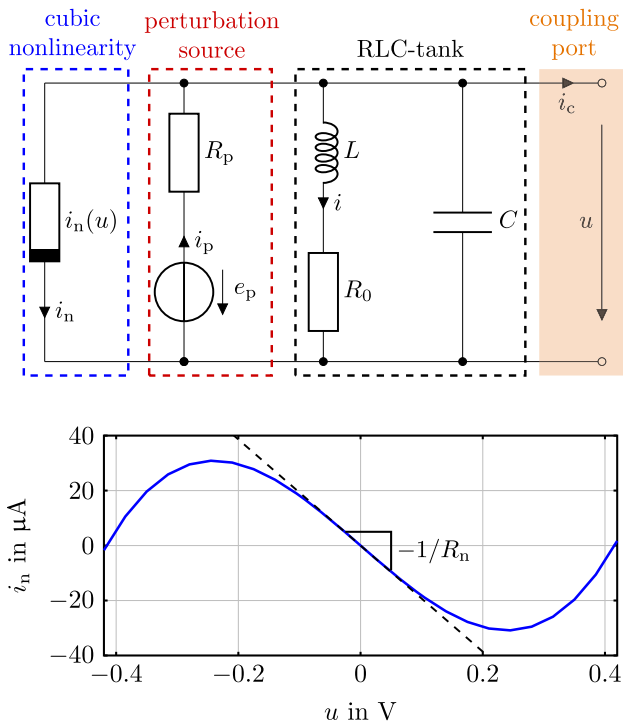 cubic
nonlinearity
perturbation
source
RLC-tank
coupling
port
i_c
R_p
L
i_n(u)
i_p
i
u
C
e_p
R_0
i_n
40
20
0
−20
−40
i_n in µA
−1/R_n
−0.4
−0.2
0
0.2
0.4
u in V